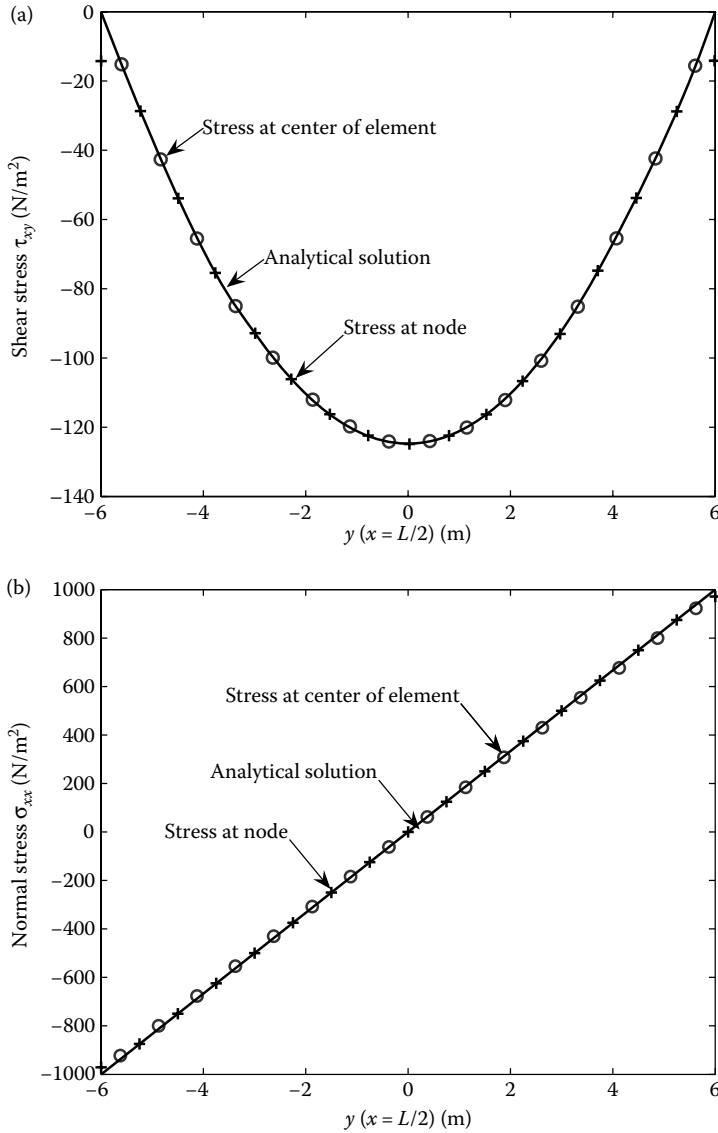 (a)
0
−20
−40
−60
−80
−100
−120
−140
Shear stress τxy (N/m²)
Stress at center of element
Analytical solution
Stress at node
−6 −4 −2 0 2 4 6
y (x = L/2) (m)
(b)
1000
800
600
400
200
0
−200
−400
−600
−800
−1000
Normal stress σxx (N/m²)
Stress at center of element
Analytical solution
Stress at node
−6 −4 −2 0 2 4 6
y (x = L/2) (m)